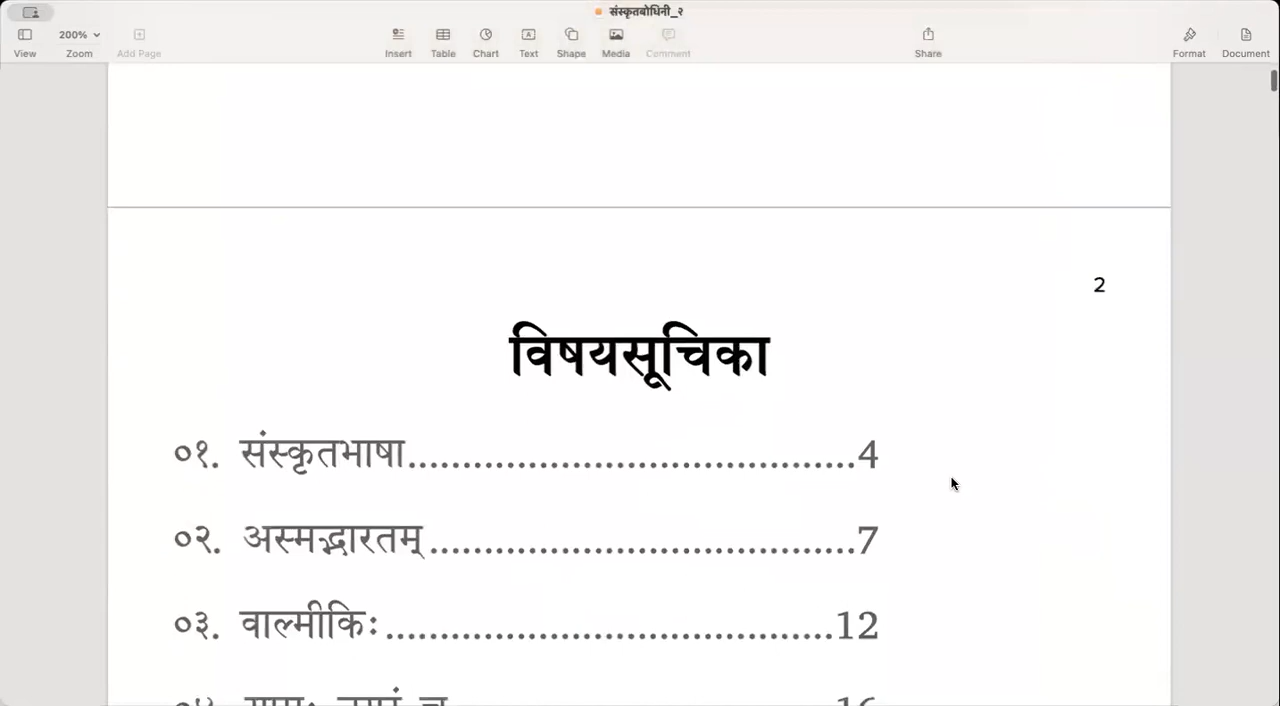 संस्कृतबोधिनी_२
200%
View Zoom Add Page Insert Table Chart Text Shape Media Comment Share Format Document
2
विषयसूचिका
०१. संस्कृतभाषा........................................4
०२. अस्मद्भारतम्.......................................7
०३. वाल्मीकिः.........................................12